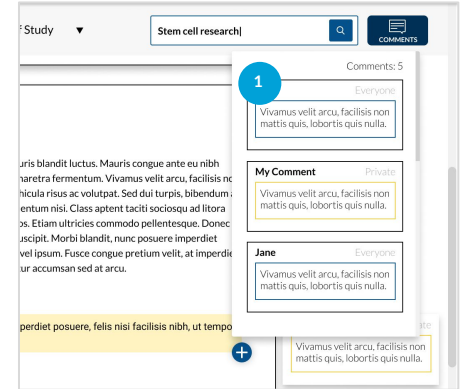 f Study ▼
Stem cell research
COMMENTS
Comments: 5
1
Everyone
Vivamus velit arcu, facilisis non
mattis quis, lobortis quis nulla.
My Comment Private
Vivamus velit arcu, facilisis non
mattis quis, lobortis quis nulla.
Jane Everyone
Vivamus velit arcu, facilisis non
mattis quis, lobortis quis nulla.
uris blandit luctus. Mauris congue ante eu nibh
haretra fermentum. Vivamus velit arcu, facilisis no
hicula risus ac volutpat. Sed dui turpis, bibendum
entum nisi. Class aptent taciti sociosqu ad litora
os. Etiam ultricies commodo pellentesque. Donec
uscipit. Morbi blandit, nunc posuere imperdiet
vel ipsum. Fusce congue pretium velit, at imperdie
ur accumsan sed at arcu.
perdiet posuere, felis nisi facilisis nibh, ut tempo
Vivamus velit arcu, facilisis non
mattis quis, lobortis quis nulla.